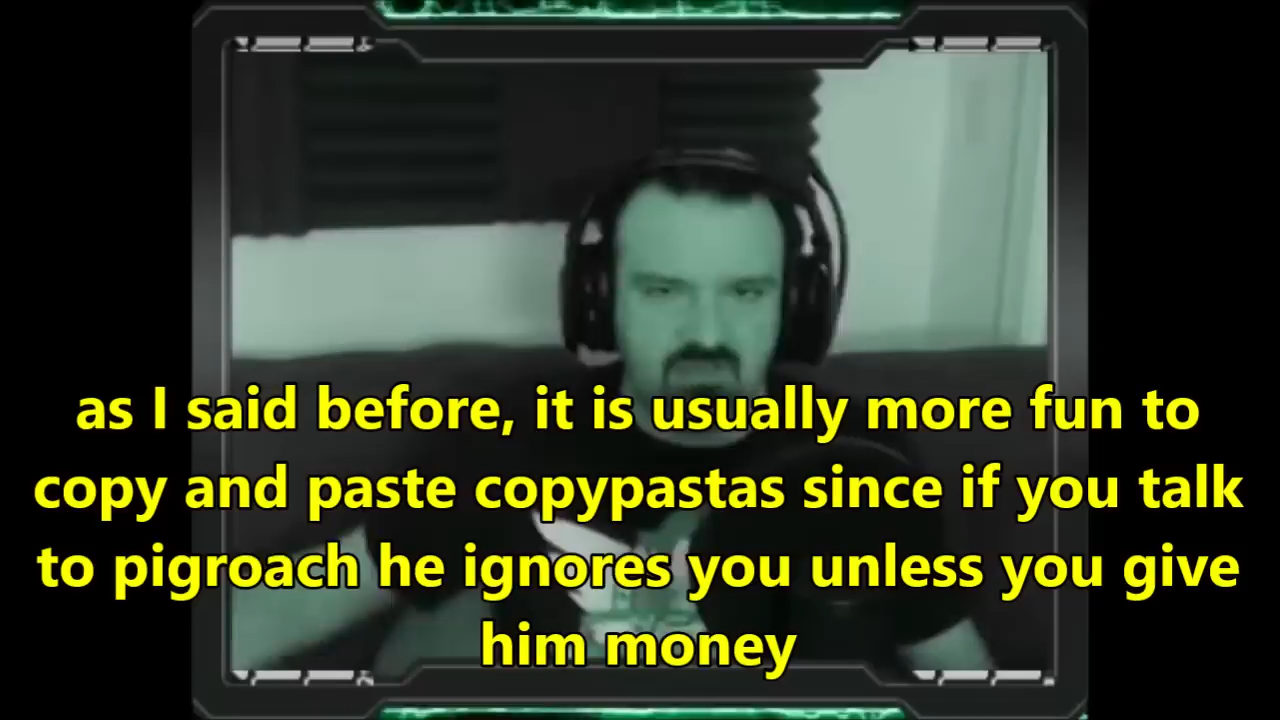 as I said before, it is usually more fun to
copy and paste copypastas since if you talk
to pigroach he ignores you unless you give
him money